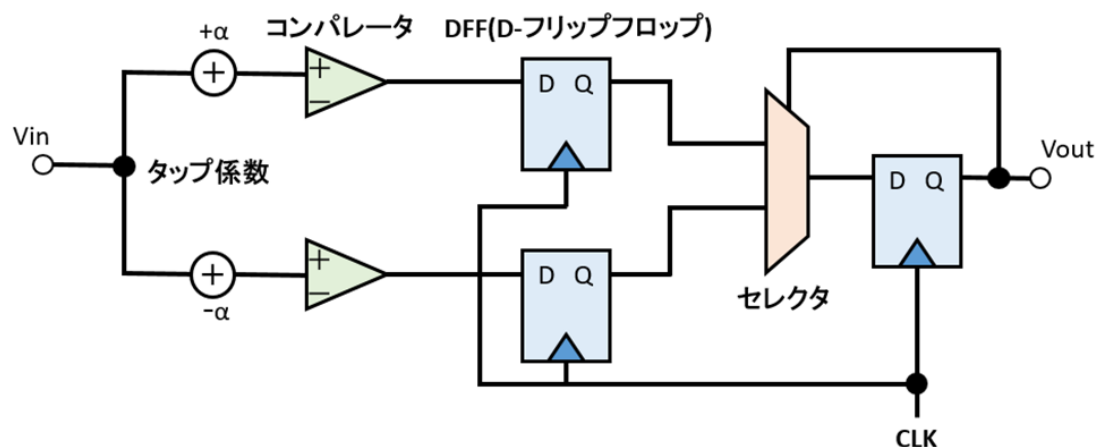 +α
コンパレータ
DFF(D-フリップフロップ)
+
+
−
D Q
Vin
タップ係数
Vout
D Q
+
+
−
-α
D Q
セレクタ
CLK